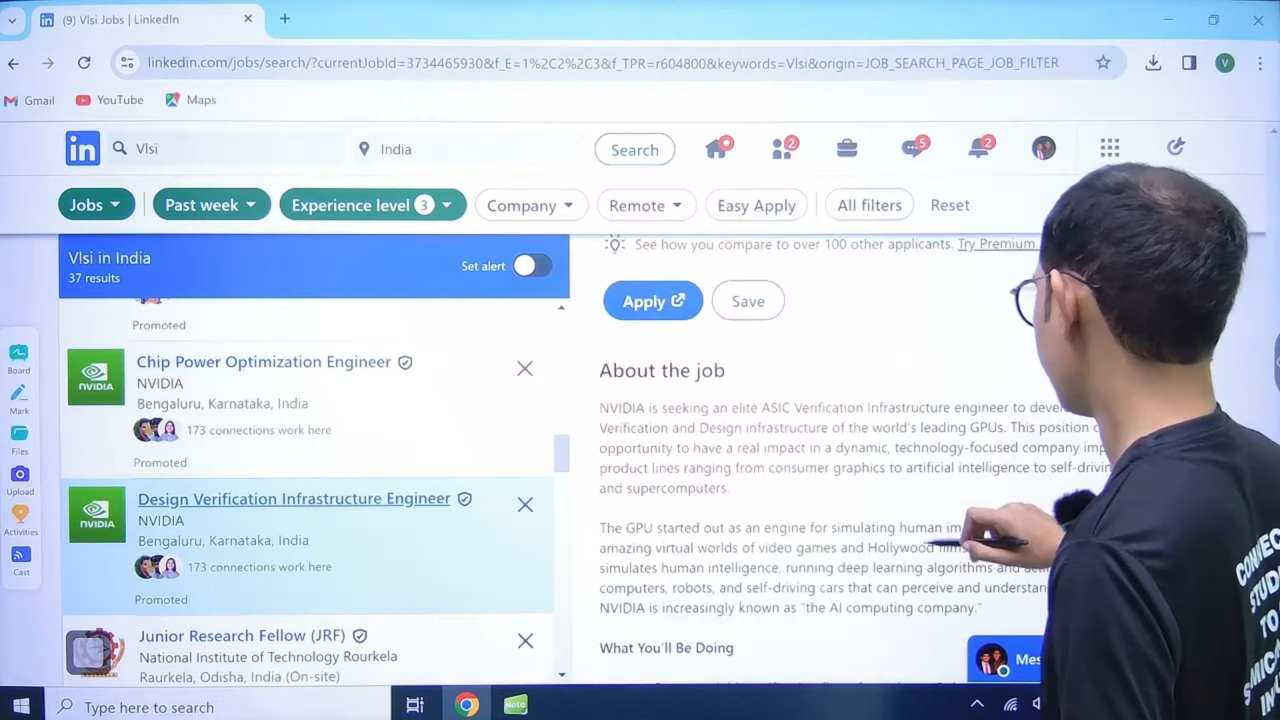 (9) Vlsi Jobs | LinkedIn
linkedin.com/jobs/search/?currentJobId=3734465930&f_E=1%2C2%2C3&f_TPR=r604800&keywords=Vlsi&origin=JOB_SEARCH_PAGE_JOB_FILTER
V
Gmail YouTube Maps
in Vlsi India Search 2 5 2
Jobs Past week Experience level 3 Company Remote Easy Apply All filters Reset
Vlsi in India
37 results
Set alert
Promoted
Chip Power Optimization Engineer
NVIDIA
Bengaluru, Karnataka, India
173 connections work here
Promoted
Design Verification Infrastructure Engineer
NVIDIA
Bengaluru, Karnataka, India
173 connections work here
Promoted
Junior Research Fellow (JRF)
National Institute of Technology Rourkela
Raurkela, Odisha, India (On-site)
NVIDIA
NVIDIA
See how you compare to over 100 other applicants. Try Premium
Apply Save
About the job
NVIDIA is seeking an elite ASIC Verification Infrastructure engineer to
Verification and Design infrastructure of the world's leading GPUs. This position
opportunity to have a real impact in a dynamic, technology-focused company
product lines ranging from consumer graphics to artificial intelligence to
and supercomputers.
The GPU started out as an engine for simulating human
amazing virtual worlds of video games and Hollywood
simulates human intelligence, running deep learning algorithms and
computers, robots, and self-driving cars that can perceive and
NVIDIA is increasingly known as "the AI computing company."
What You'll Be Doing
Board
Mark
Files
Upload
Activities
Cast
Type here to search
Note
TO